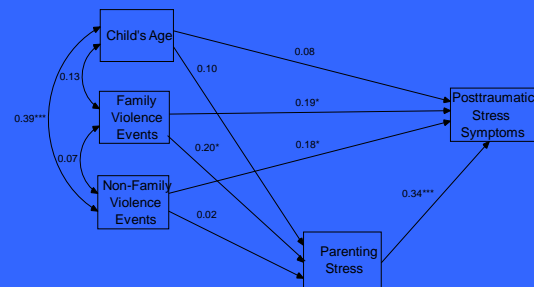 Child's Age
0.08
0.10
0.13
Family
Violence
Events
0.19*
Posttraumatic
Stress
Symptoms
0.39***
0.20*
0.18*
0.07
Non-Family
Violence
Events
0.34***
0.02
Parenting
Stress